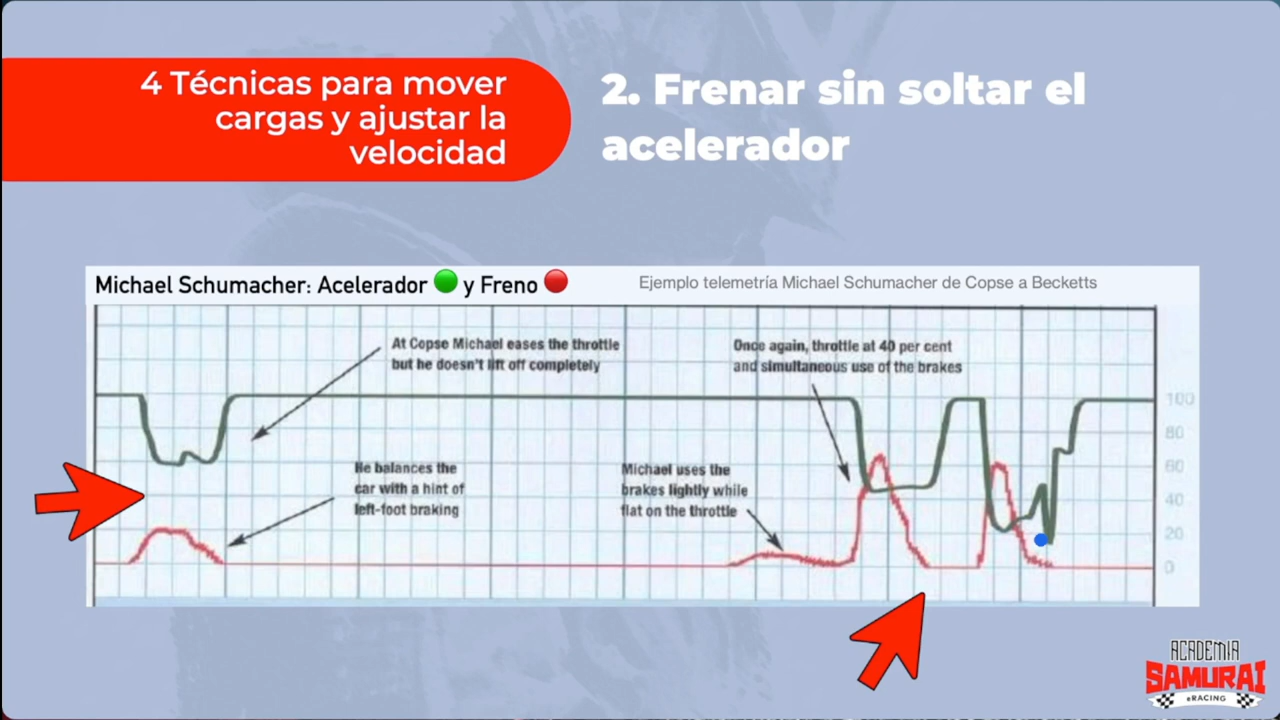 4 Técnicas para mover
cargas y ajustar la
velocidad
2. Frenar sin soltar el
acelerador
Michael Schumacher: Acelerador y Freno
Ejemplo telemetría Michael Schumacher de Copse a Becketts
At Copse Michael eases the throttle
but he doesn't lift off completely
Once again, throttle at 40 per cent
and simultaneous use of the brakes
He balances the
car with a hint of
left-foot braking
Michael uses the
brakes lightly while
flat on the throttle
100
80
60
40
20
0
ACADEMIA
SAMURAI
eRACING